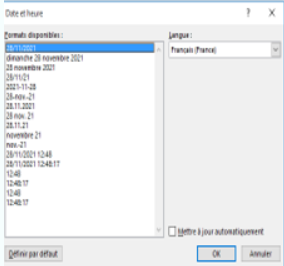 Date et heure
? X
Formats disponibles :
Langue :
28/11/2021
Français (France)
dimanche 28 novembre 2021
28 novembre 2021
28/11/21
2021-11-28
28-nov.-21
28.11.2021
28 nov. 21
28.11.21
novembre 21
nov.-21
28/11/2021 12:48
28/11/2021 12:48:17
12:48
12:48:17
12:48
12:48:17
Mettre à jour automatiquement
Définir par défaut
OK
Annuler